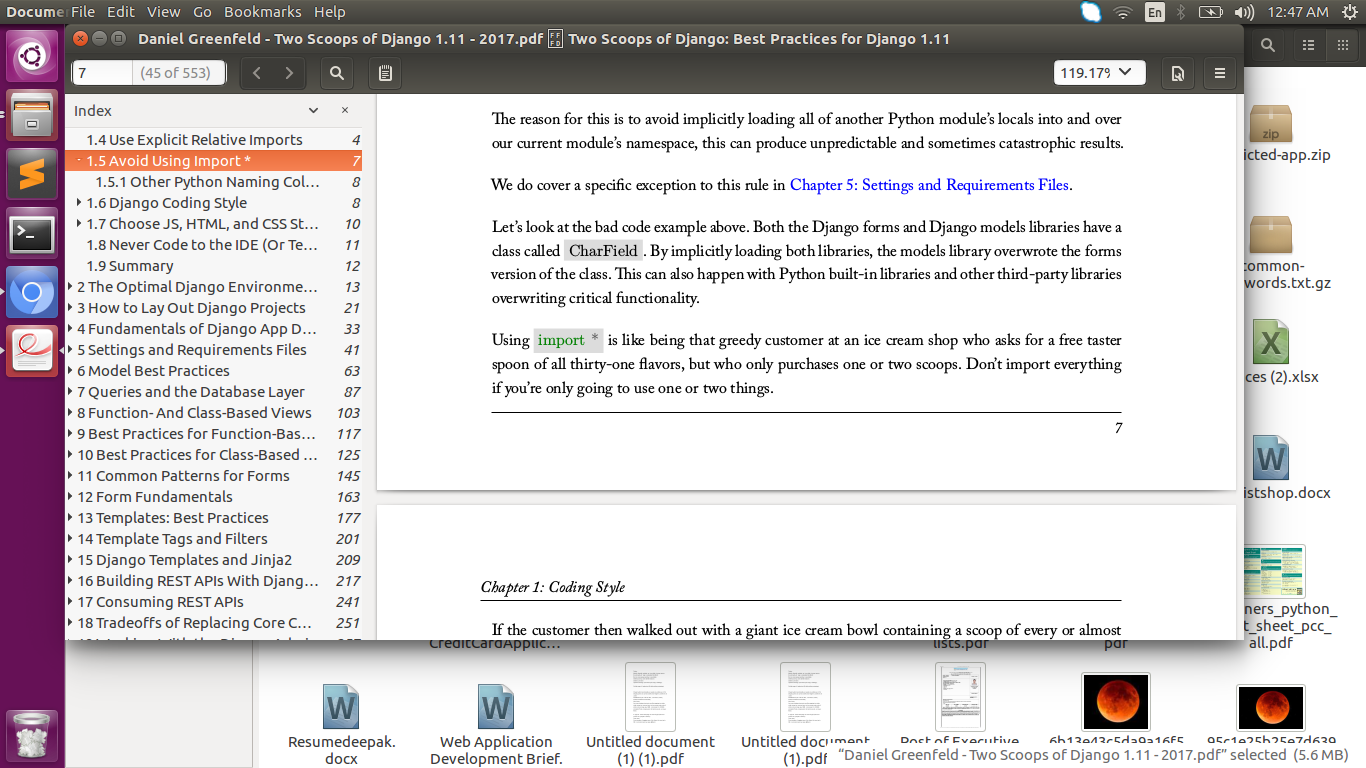 Docume File Edit View Go Bookmarks Help En 12:47 AM
Daniel Greenfeld - Two Scoops of Django 1.11 - 2017.pdf Two Scoops of Django: Best Practices for Django 1.11
7 (45 of 553) 119.17%
Index
1.4 Use Explicit Relative Imports 4
1.5 Avoid Using Import * 7
1.5.1 Other Python Naming Col... 8
1.6 Django Coding Style 8
1.7 Choose JS, HTML, and CSS St... 10
1.8 Never Code to the IDE (Or Te... 11
1.9 Summary 12
2 The Optimal Django Environme... 13
3 How to Lay Out Django Projects 21
4 Fundamentals of Django App D... 33
5 Settings and Requirements Files 41
6 Model Best Practices 63
7 Queries and the Database Layer 87
8 Function- And Class-Based Views 103
9 Best Practices for Function-Bas... 117
10 Best Practices for Class-Based ... 125
11 Common Patterns for Forms 145
12 Form Fundamentals 163
13 Templates: Best Practices 177
14 Template Tags and Filters 201
15 Django Templates and Jinja2 209
16 Building REST APIs With Djang... 217
17 Consuming REST APIs 241
18 Tradeoffs of Replacing Core C... 251
The reason for this is to avoid implicitly loading all of another Python module's locals into and over
our current module's namespace, this can produce unpredictable and sometimes catastrophic results.
We do cover a specific exception to this rule in Chapter 5: Settings and Requirements Files.
Let's look at the bad code example above. Both the Django forms and Django models libraries have a
class called CharField . By implicitly loading both libraries, the models library overwrote the forms
version of the class. This can also happen with Python built-in libraries and other third-party libraries
overwriting critical functionality.
Using import * is like being that greedy customer at an ice cream shop who asks for a free taster
spoon of all thirty-one flavors, but who only purchases one or two scoops. Don't import everything
if you're only going to use one or two things.
7
Chapter 1: Coding Style
If the customer then walked out with a giant ice cream bowl containing a scoop of every or almost
zip
icted-app.zip
common-
words.txt.gz
X
ces (2).xlsx
W
istshop.docx
ners_python_
t_sheet_pcc_
all.pdf
CreditCardApplic...
lists.pdf
pdf
W
Resumedeepak.
docx
W
Web Application
Development Brief.
Untitled document
(1) (1).pdf
Untitled document
(1).pdf
Post of Executive
6b13e43c5da9a16f5
95c1e25b25e7d639
"Daniel Greenfeld - Two Scoops of Django 1.11 - 2017.pdf" selected (5.6 MB)